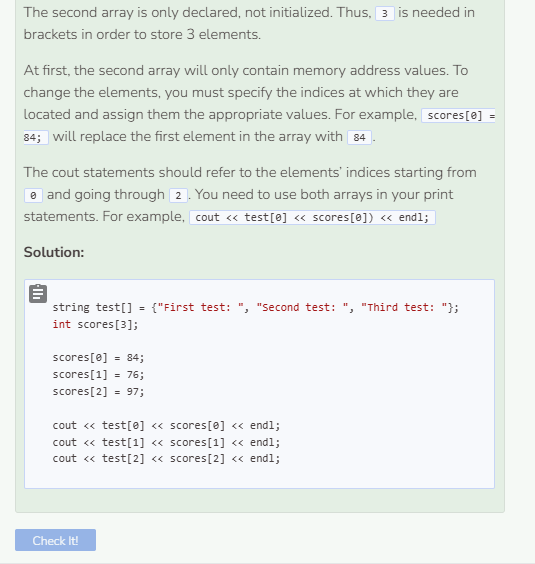 The second array is only declared, not initialized. Thus, 3 is needed in
brackets in order to store 3 elements.
At first, the second array will only contain memory address values. To
change the elements, you must specify the indices at which they are
located and assign them the appropriate values. For example, scores[0] =
84; will replace the first element in the array with 84.
The cout statements should refer to the elements’ indices starting from
0 and going through 2. You need to use both arrays in your print
statements. For example, cout << test[0] << scores[0]) << endl;
Solution:
string test[] = {"First test: ", "Second test: ", "Third test: "};
int scores[3];
scores[0] = 84;
scores[1] = 76;
scores[2] = 97;
cout << test[0] << scores[0] << endl;
cout << test[1] << scores[1] << endl;
cout << test[2] << scores[2] << endl;
Check It!